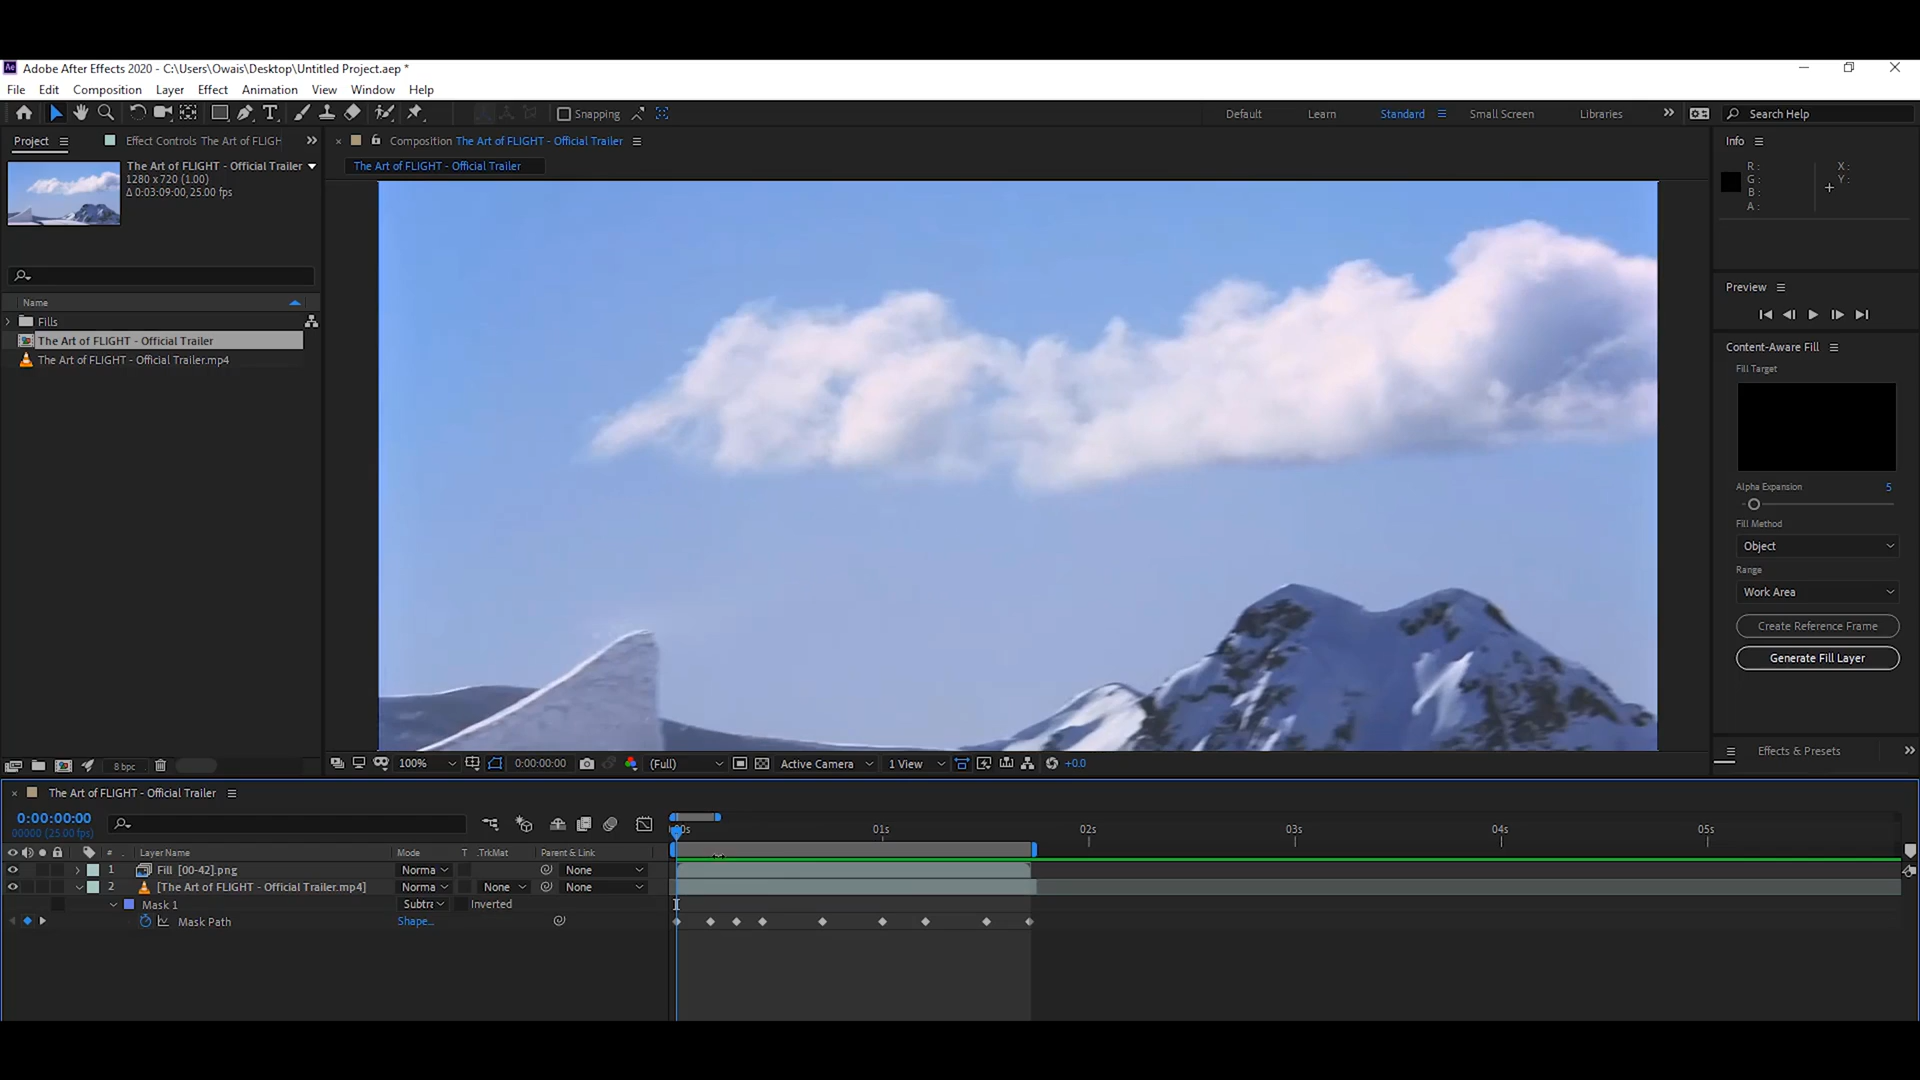 Ae Adobe After Effects 2020 - C:\Users\Owais\Desktop\Untitled Project.aep *
File Edit Composition Layer Effect Animation View Window Help
Snapping Default Learn Standard Small Screen Libraries Search Help
Project Effect Controls The Art of FLIGH
Composition The Art of FLIGHT - Official Trailer
Info
The Art of FLIGHT - Official Trailer
The Art of FLIGHT - Official Trailer
1280 x 720 (1.00)
Δ 0:03:09:00, 25.00 fps
R :
G :
B :
A :
X :
Y :
Name
Fills
The Art of FLIGHT - Official Trailer
The Art of FLIGHT - Official Trailer.mp4
Preview
Content-Aware Fill
Fill Target
Alpha Expansion 5
Fill Method
Object
Range
Work Area
Create Reference Frame
Generate Fill Layer
Effects & Presets
8 bpc
100% 0:00:00:00 (Full) Active Camera 1 View +0.0
The Art of FLIGHT - Official Trailer
0:00:00:00
00000 (25.00 fps)
:00s 01s 02s 03s 04s 05s
# Layer Name Mode T .TrkMat Parent & Link
1 Fill [00-42].png Norma None
2 [The Art of FLIGHT - Official Trailer.mp4] Norma None None
Mask 1 Subtra Inverted
Mask Path Shape...